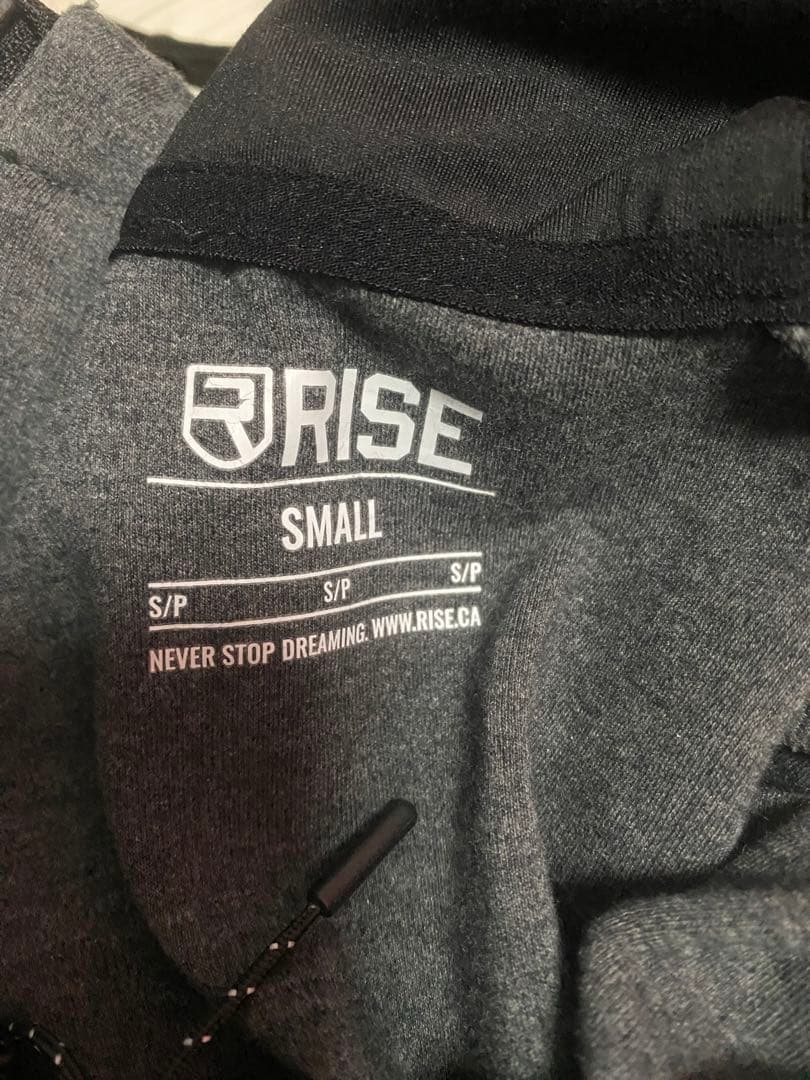 RISE
SMALL
S/P S/P S/P
NEVER STOP DREAMING. WWW.RISE.CA